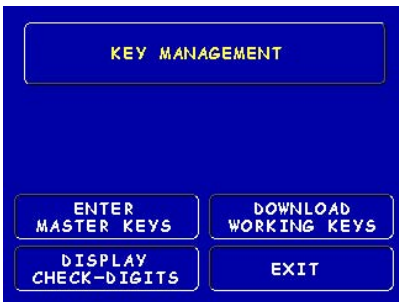 KEY MANAGEMENT
ENTER
MASTER KEYS
DOWNLOAD
WORKING KEYS
DISPLAY
CHECK-DIGITS
EXIT